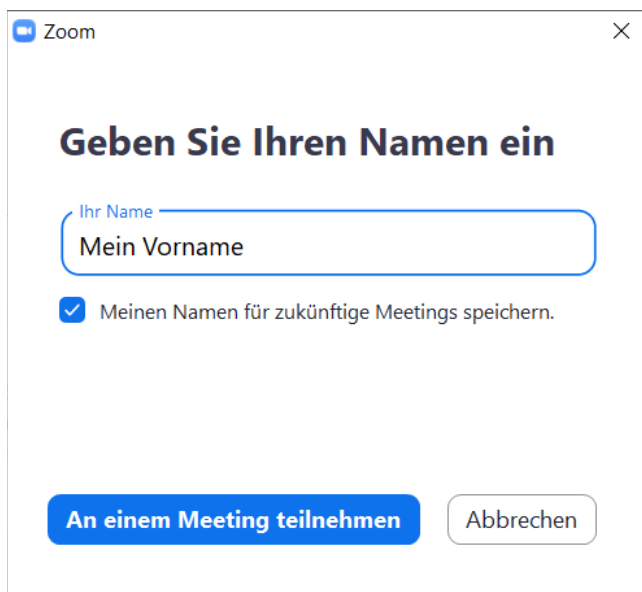 Zoom
Geben Sie Ihren Namen ein
Ihr Name
Mein Vorname
Meinen Namen für zukünftige Meetings speichern.
An einem Meeting teilnehmen
Abbrechen